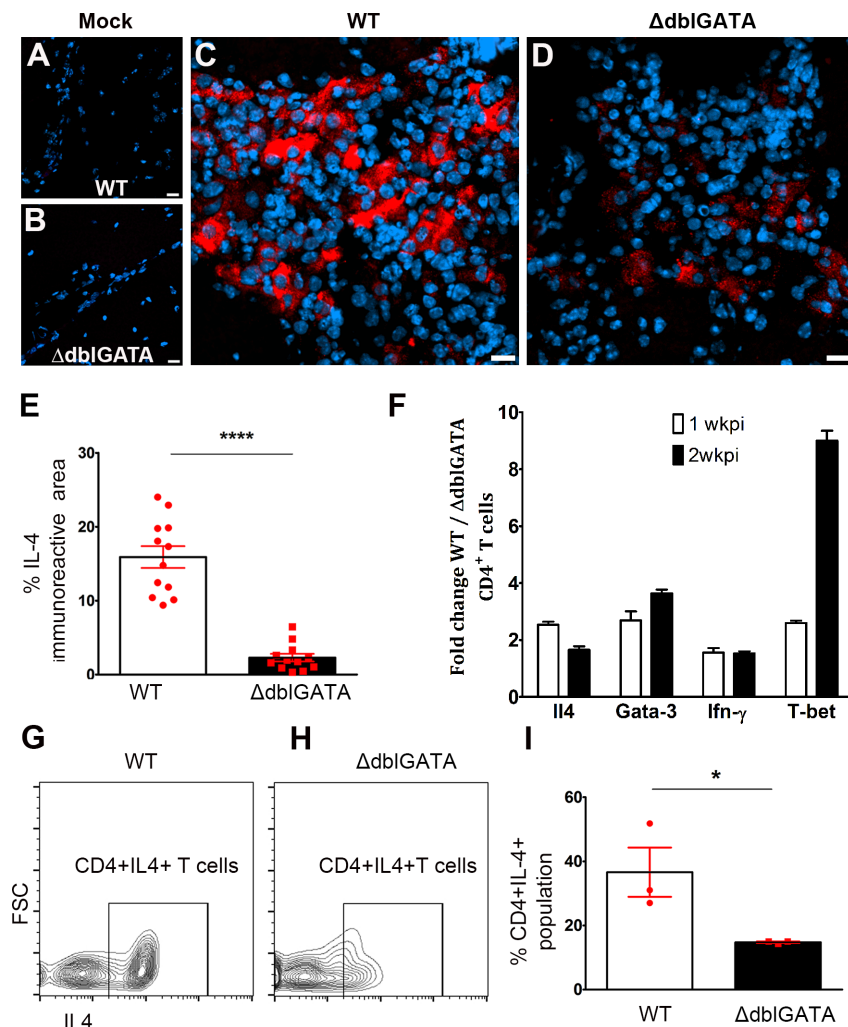 Mock
WT
ΔdblGATA
A
WT
B
ΔdblGATA
C
D
E
****
% IL-4
immunoreactive area
30
20
10
0
WT
ΔdblGATA
F
Fold change WT / ΔdblGATA
CD4+ T cells
10
8
6
4
2
0
1 wkpi
2wkpi
Il4
Gata-3
Ifn-γ
T-bet
G
WT
CD4+IL4+ T cells
FSC
IL4
H
ΔdblGATA
CD4+IL4+T cells
I
*
% CD4+IL-4+
population
60
40
20
0
WT
ΔdblGATA